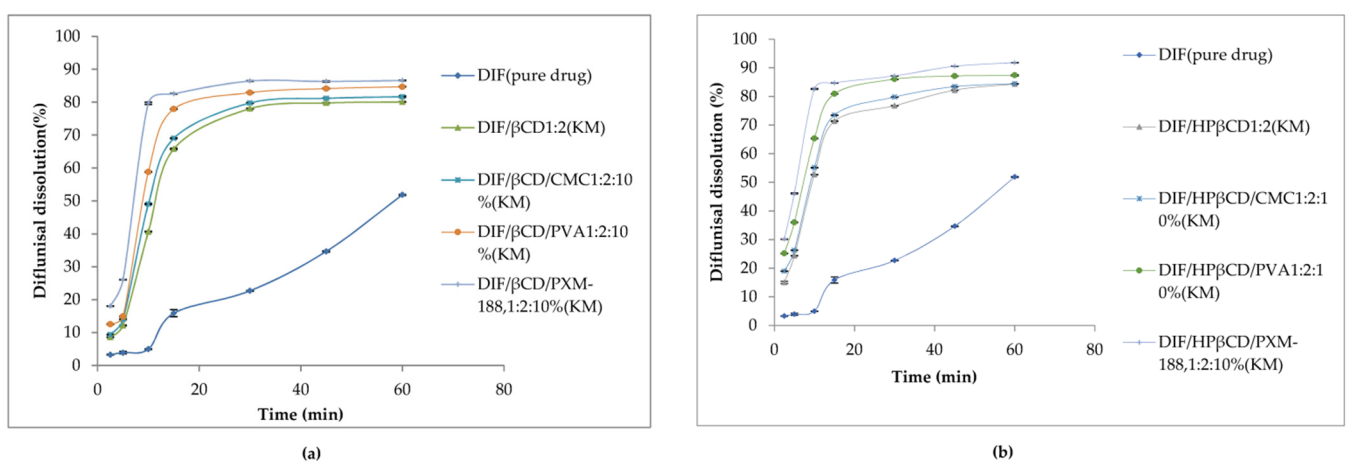 100
90
80
70
60
50
40
30
20
10
0
0
20
40
60
80
Diflunisal dissolution(%)
Time (min)
DIF(pure drug)
DIF/βCD1:2(KM)
DIF/βCD/CMC1:2:10
%(KM)
DIF/βCD/PVA1:2:10
%(KM)
DIF/βCD/PXM-
188,1:2:10%(KM)
(a)
100
90
80
70
60
50
40
30
20
10
0
0
20
40
60
80
Diflunisal dissolution (%)
Time (min)
DIF(pure drug)
DIF/HPβCD1:2(KM)
DIF/HPβCD/CMC1:2:1
0%(KM)
DIF/HPβCD/PVA1:2:1
0%(KM)
DIF/HPβCD/PXM-
188,1:2:10%(KM)
(b)